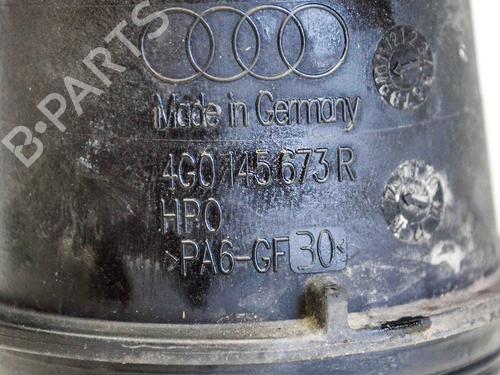 B-PARTS
Made in Germany
4G0 145 673 R
HPO
>PA6-GF30<